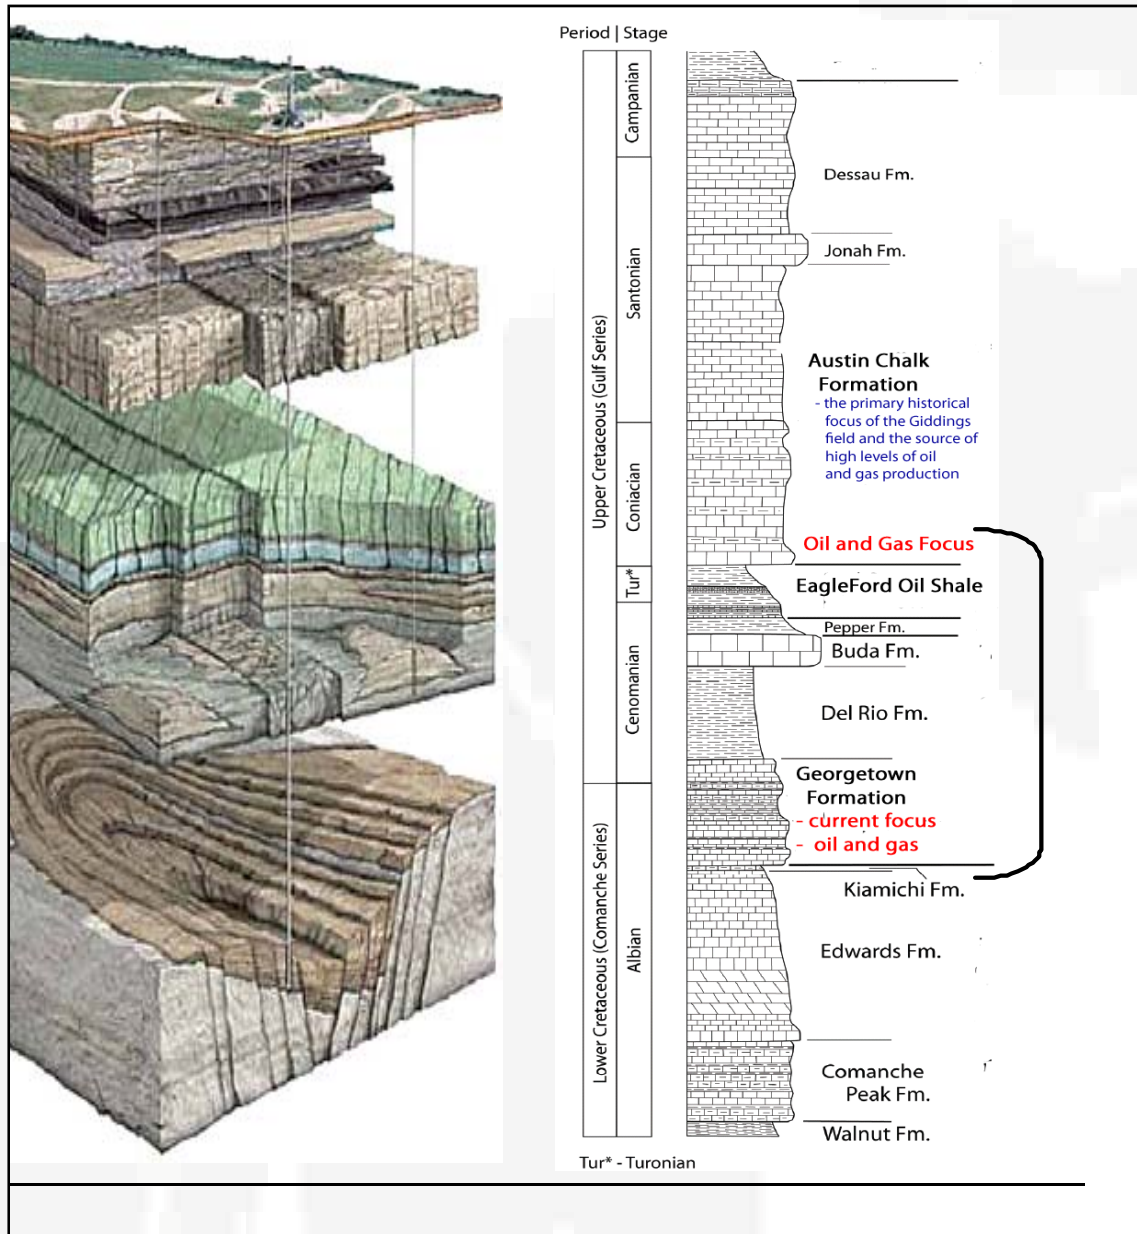 Period | Stage
Upper Cretaceous (Gulf Series)
Lower Cretaceous (Comanche Series)
Campanian
Santonian
Coniacian
Tur*
Cenomanian
Albian
Dessau Fm.
Jonah Fm.
Austin Chalk
Formation
- the primary historical
focus of the Giddings
field and the source of
high levels of oil
and gas production
Oil and Gas Focus
EagleFord Oil Shale
Pepper Fm.
Buda Fm.
Del Rio Fm.
Georgetown
Formation
- current focus
- oil and gas
Kiamichi Fm.
Edwards Fm.
Comanche
Peak Fm.
Walnut Fm.
Tur* - Turonian